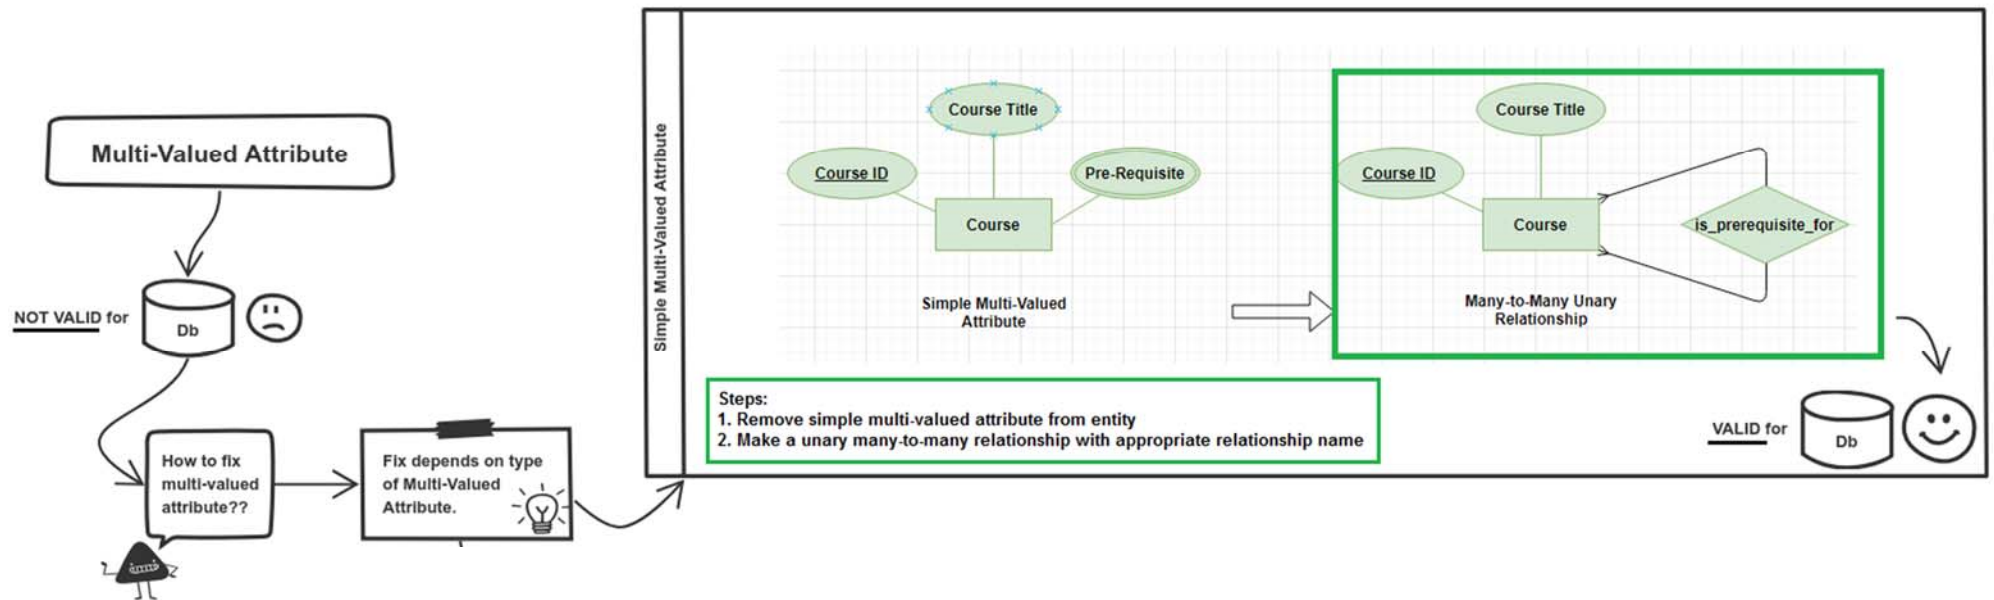 Multi-Valued Attribute
NOT VALID for
Db
How to fix
multi-valued
attribute??
Fix depends on type
of Multi-Valued
Attribute.
Simple Multi-Valued Attribute
Course Title
Course ID
Pre-Requisite
Course
Simple Multi-Valued
Attribute
Course Title
Course ID
Course
is_prerequisite_for
Many-to-Many Unary
Relationship
Steps:
1. Remove simple multi-valued attribute from entity
2. Make a unary many-to-many relationship with appropriate relationship name
VALID for
Db